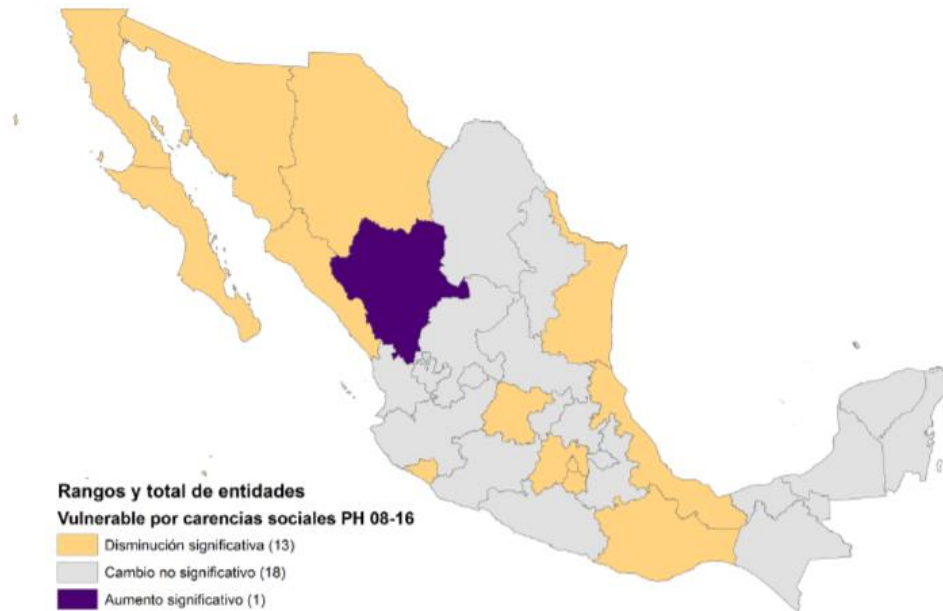 Rangos y total de entidades
Vulnerable por carencias sociales PH 08-16
Disminución significativa (13)
Cambio no significativo (18)
Aumento significativo (1)